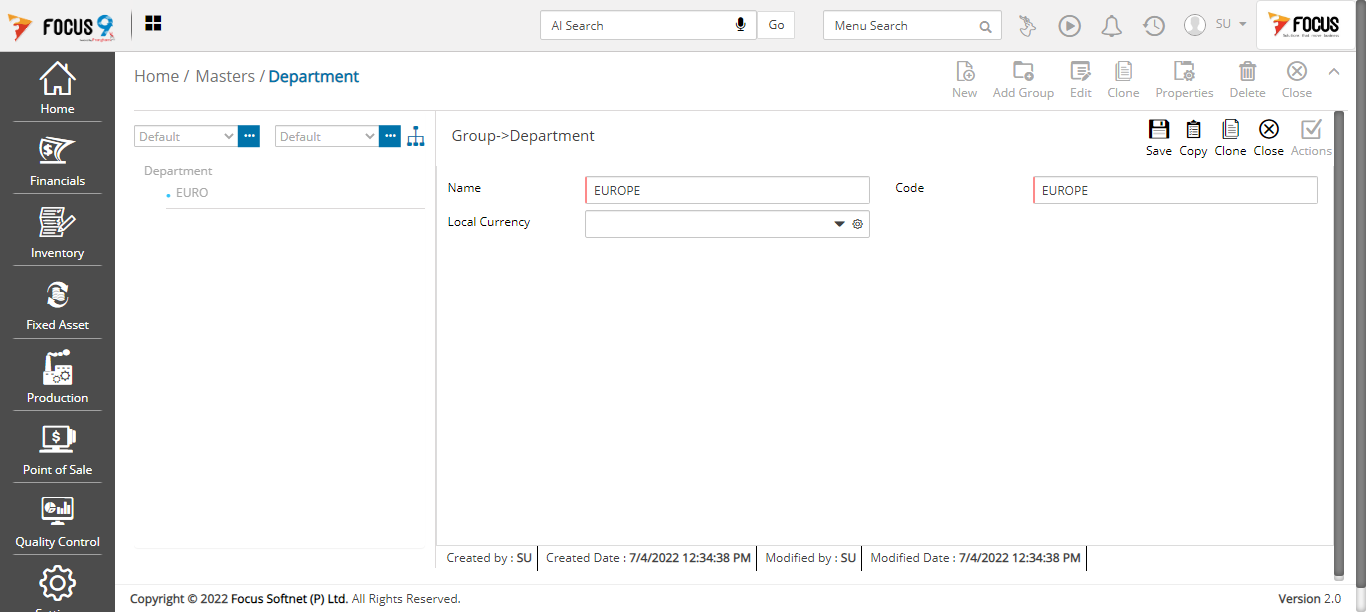 FOCUS 9
AI Search
Go
Menu Search
SU
FOCUS
Home
Financials
Inventory
Fixed Asset
Production
Point of Sale
Quality Control
Home / Masters / Department
New
Add Group
Edit
Clone
Properties
Delete
Close
Default
Default
Department
EURO
Group->Department
Save
Copy
Clone
Close
Actions
Name
EUROPE
Code
EUROPE
Local Currency
Created by : SU
Created Date : 7/4/2022 12:34:38 PM
Modified by : SU
Modified Date : 7/4/2022 12:34:38 PM
Copyright © 2022 Focus Softnet (P) Ltd. All Rights Reserved.
Version 2.0